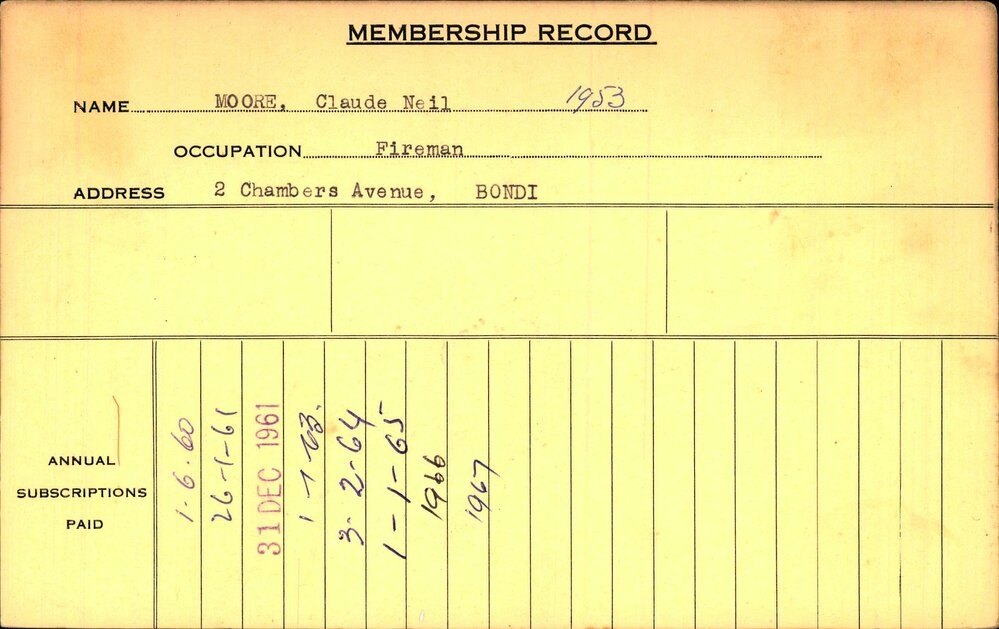 MEMBERSHIP RECORD
NAME MOORE, Claude Neil 1953
OCCUPATION Fireman
ADDRESS 2 Chambers Avenue, BONDI
ANNUAL
SUBSCRIPTIONS
PAID
1.6.60
26-1-61
31 DEC 1961
1-1-63.
3-2-64
1-1-65
1966
1967